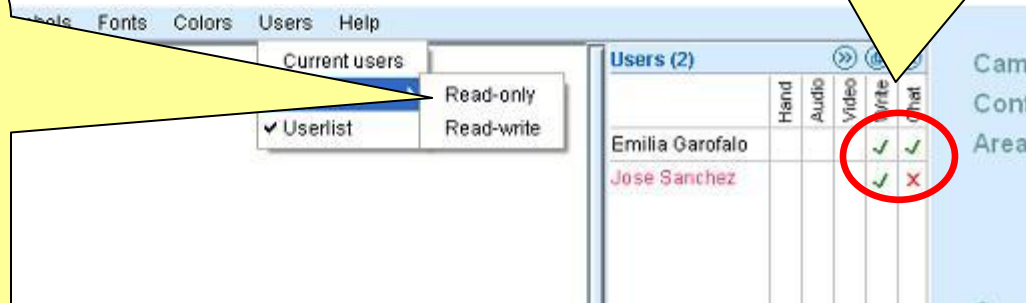 Fonts Colors Users Help
Current users
Read-only
Read-write
✔ Userlist
Users (2)
Hand Audio Video Write
Emilia Garofalo
Jose Sanchez
Cam
Cont
Area